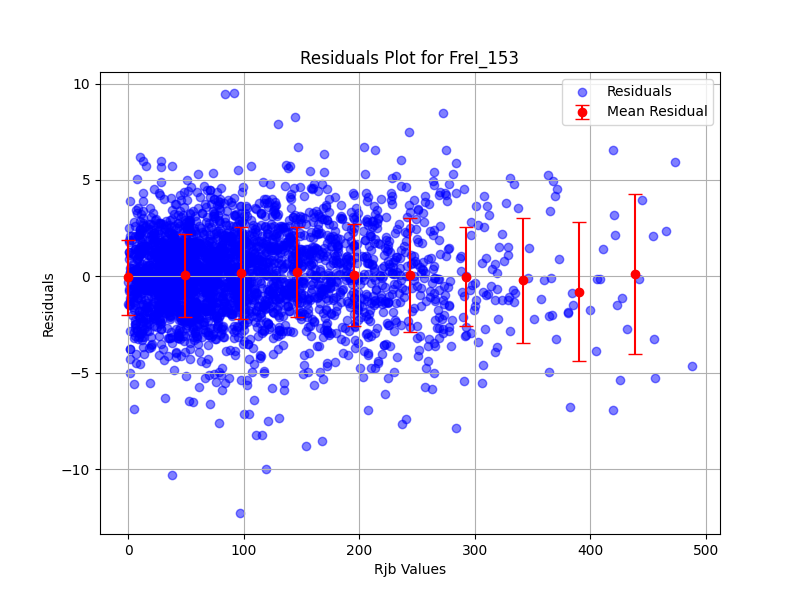 Residuals Plot for FreI_153
Residuals
Mean Residual
10
5
0
−5
−10
Residuals
0
100
200
300
400
500
Rjb Values